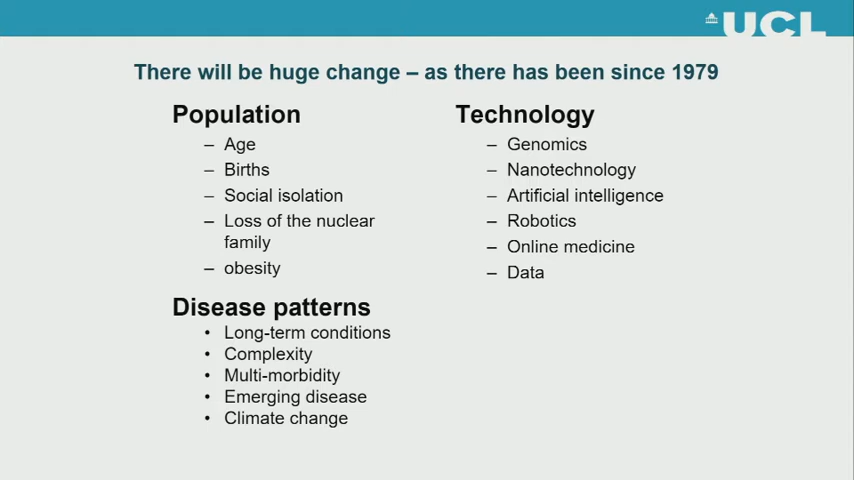 UCL
There will be huge change – as there has been since 1979
Population
– Age
– Births
– Social isolation
– Loss of the nuclear
family
– obesity
Disease patterns
• Long-term conditions
• Complexity
• Multi-morbidity
• Emerging disease
• Climate change
Technology
– Genomics
– Nanotechnology
– Artificial intelligence
– Robotics
– Online medicine
– Data